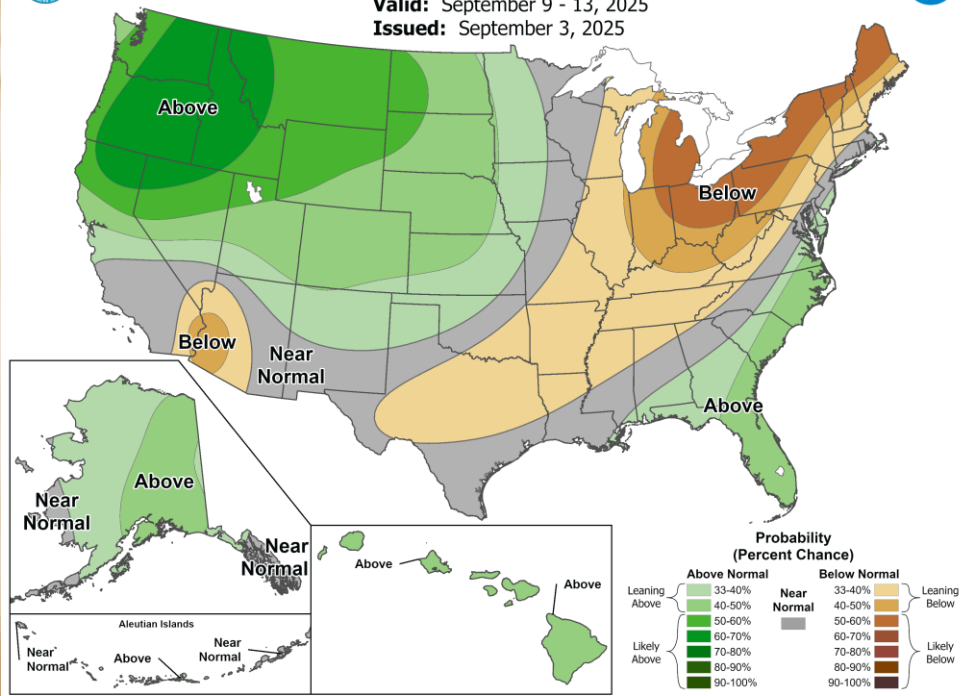 Valid: September 9 - 13, 2025
Issued: September 3, 2025
Above
Below
Below
Near
Normal
Above
Above
Near
Normal
Near
Normal
Above
Above
Aleutian Islands
Near
Normal
Above
Near
Normal
Probability
(Percent Chance)
Above Normal
Below Normal
Leaning
Above
33-40%
40-50%
Likely
Above
50-60%
60-70%
70-80%
80-90%
90-100%
Near
Normal
33-40%
40-50%
Leaning
Below
50-60%
60-70%
70-80%
80-90%
90-100%
Likely
Below